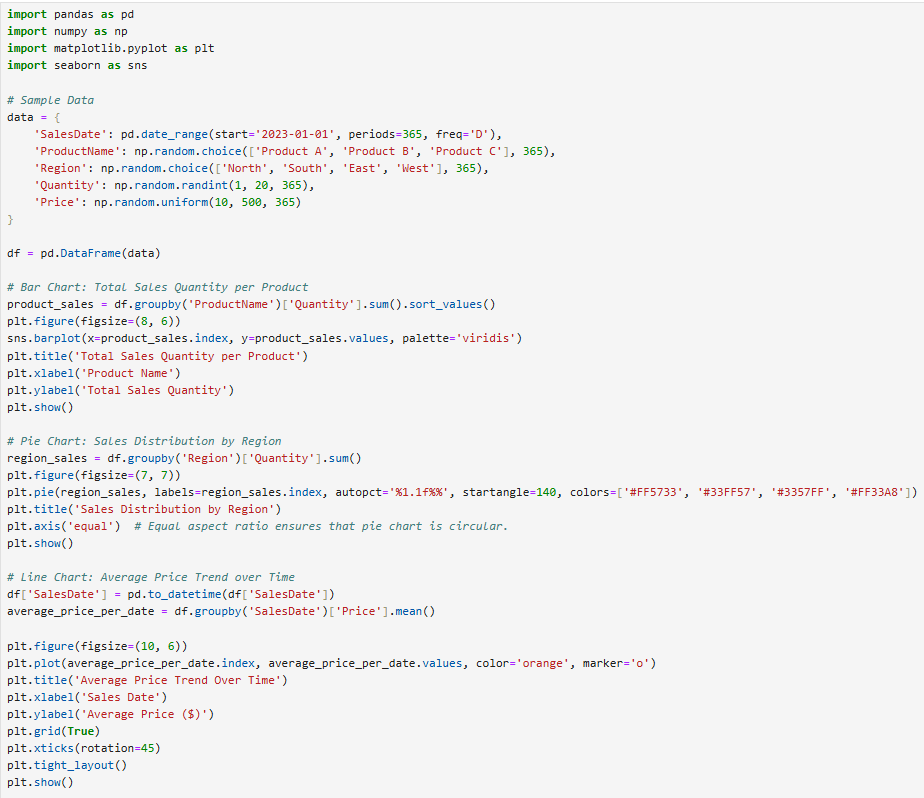 import pandas as pd
import numpy as np
import matplotlib.pyplot as plt
import seaborn as sns

# Sample Data
data = {
    'SalesDate': pd.date_range(start='2023-01-01', periods=365, freq='D'),
    'ProductName': np.random.choice(['Product A', 'Product B', 'Product C'], 365),
    'Region': np.random.choice(['North', 'South', 'East', 'West'], 365),
    'Quantity': np.random.randint(1, 20, 365),
    'Price': np.random.uniform(10, 500, 365)
}

df = pd.DataFrame(data)

# Bar Chart: Total Sales Quantity per Product
product_sales = df.groupby('ProductName')['Quantity'].sum().sort_values()
plt.figure(figsize=(8, 6))
sns.barplot(x=product_sales.index, y=product_sales.values, palette='viridis')
plt.title('Total Sales Quantity per Product')
plt.xlabel('Product Name')
plt.ylabel('Total Sales Quantity')
plt.show()

# Pie Chart: Sales Distribution by Region
region_sales = df.groupby('Region')['Quantity'].sum()
plt.figure(figsize=(7, 7))
plt.pie(region_sales, labels=region_sales.index, autopct='%1.1f%%', startangle=140, colors=['#FF5733', '#33FF57', '#3357FF', '#FF33A8'])
plt.title('Sales Distribution by Region')
plt.axis('equal')  # Equal aspect ratio ensures that pie chart is circular.
plt.show()

# Line Chart: Average Price Trend over Time
df['SalesDate'] = pd.to_datetime(df['SalesDate'])
average_price_per_date = df.groupby('SalesDate')['Price'].mean()

plt.figure(figsize=(10, 6))
plt.plot(average_price_per_date.index, average_price_per_date.values, color='orange', marker='o')
plt.title('Average Price Trend Over Time')
plt.xlabel('Sales Date')
plt.ylabel('Average Price ($)')
plt.grid(True)
plt.xticks(rotation=45)
plt.tight_layout()
plt.show()